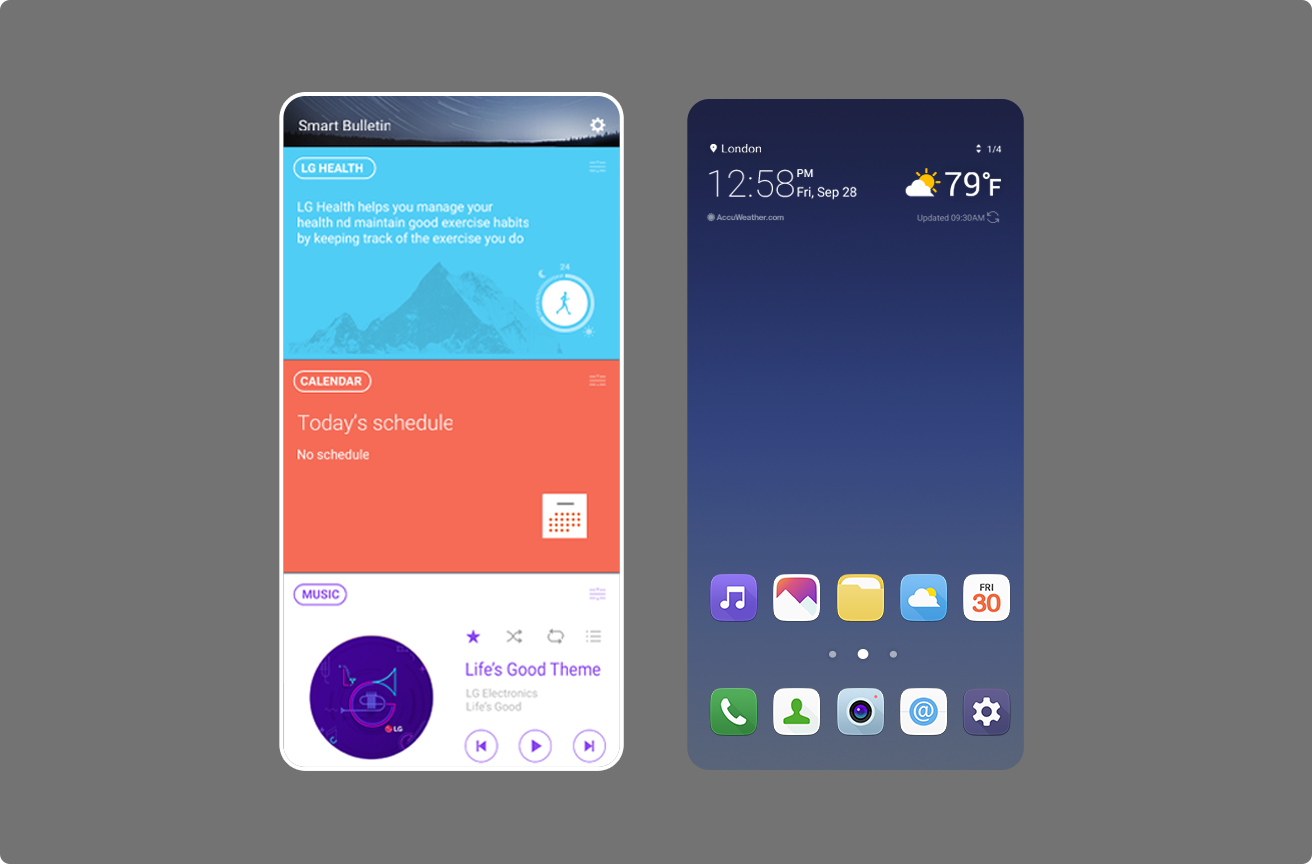 Smart Bulletin
LG HEALTH
LG Health helps you manage your
health nd maintain good exercise habits
by keeping track of the exercise you do
24
CALENDAR
Today's schedule
No schedule
MUSIC
Life's Good Theme
LG Electronics
Life's Good
LG
London
1/4
12:58 PM
Fri, Sep 28
79°F
AccuWeather.com
Updated 09:30AM
FRI
30
@